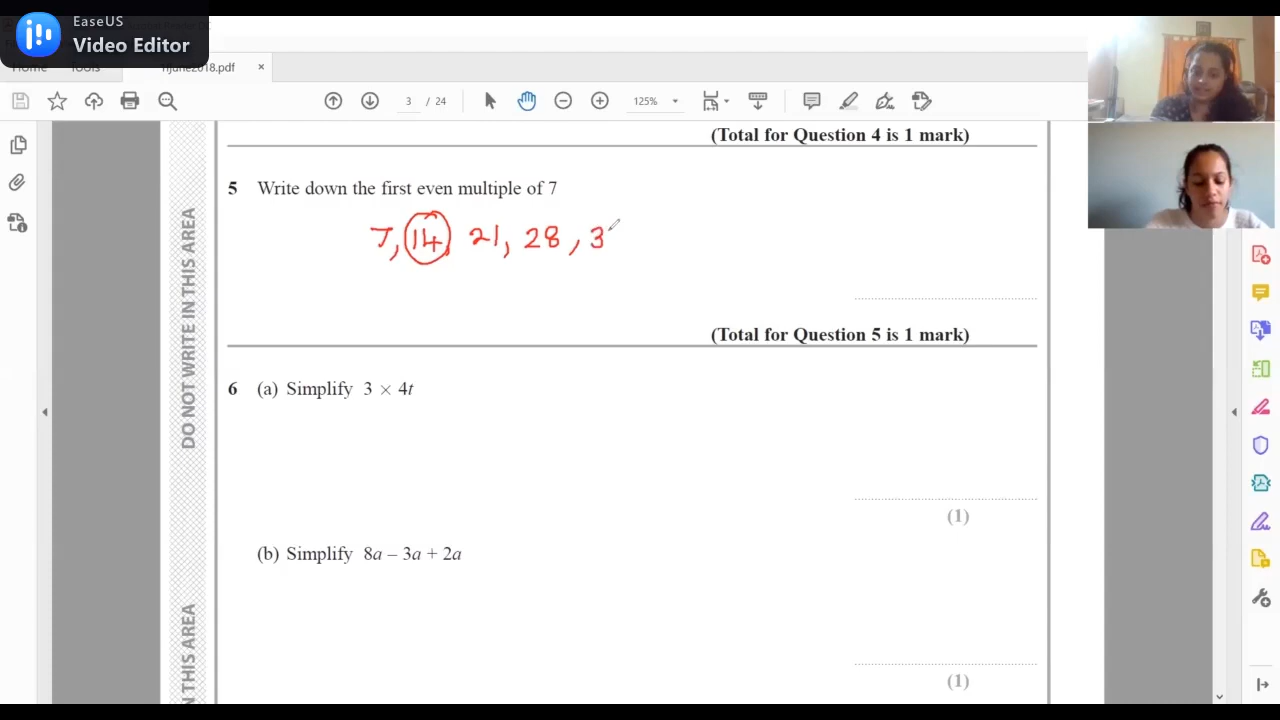 EaseUS
Video Editor
Home Tools 1fjune2018.pdf ×
3 / 24 125%
(Total for Question 4 is 1 mark)
5 Write down the first even multiple of 7
7, 14, 21, 28, 3
(Total for Question 5 is 1 mark)
6 (a) Simplify 3 × 4t
(1)
(b) Simplify 8a – 3a + 2a
(1)
DO NOT WRITE IN THIS AREA
IN THIS AREA